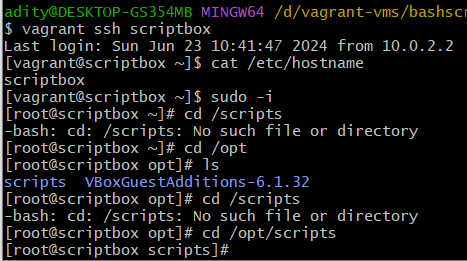 adity@DESKTOP-GS354MB MINGW64 /d/vagrant-vms/bashscr
$ vagrant ssh scriptbox
Last login: Sun Jun 23 10:41:47 2024 from 10.0.2.2
[vagrant@scriptbox ~]$ cat /etc/hostname
scriptbox
[vagrant@scriptbox ~]$ sudo -i
[root@scriptbox ~]# cd /scripts
-bash: cd: /scripts: No such file or directory
[root@scriptbox ~]# cd /opt
[root@scriptbox opt]# ls
scripts  VBoxGuestAdditions-6.1.32
[root@scriptbox opt]# cd /scripts
-bash: cd: /scripts: No such file or directory
[root@scriptbox opt]# cd /opt/scripts
[root@scriptbox scripts]#